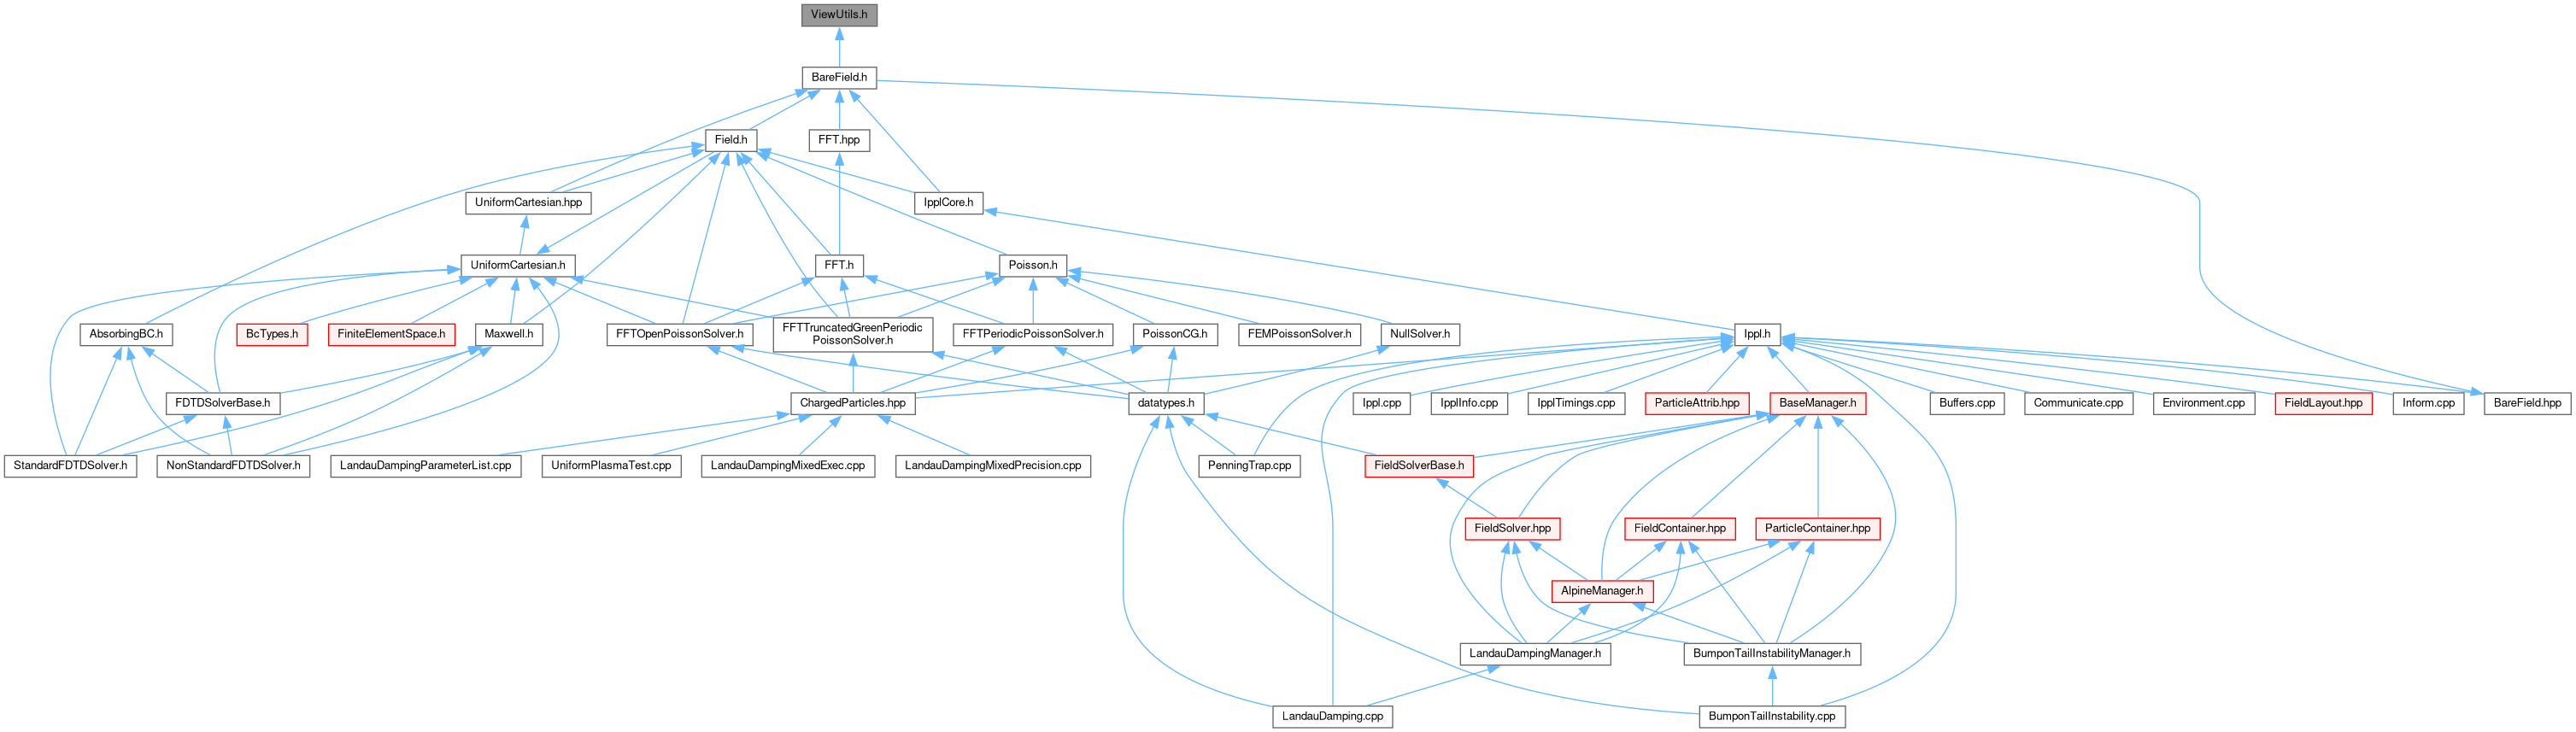 ViewUtils.h
BareField.h
Field.h
FFT.hpp
UniformCartesian.hpp
IpplCore.h
UniformCartesian.h
FFT.h
Poisson.h
AbsorbingBC.h
BcTypes.h
FiniteElementSpace.h
Maxwell.h
FFTOpenPoissonSolver.h
FFTTruncatedGreenPeriodic
PoissonSolver.h
FFTPeriodicPoissonSolver.h
PoissonCG.h
FEMPoissonSolver.h
NullSolver.h
Ippl.h
FDTDSolverBase.h
ChargedParticles.hpp
datatypes.h
Ippl.cpp
IpplInfo.cpp
IpplTimings.cpp
ParticleAttrib.hpp
BaseManager.h
Buffers.cpp
Communicate.cpp
Environment.cpp
FieldLayout.hpp
Inform.cpp
BareField.hpp
StandardFDTDSolver.h
NonStandardFDTDSolver.h
LandauDampingParameterList.cpp
UniformPlasmaTest.cpp
LandauDampingMixedExec.cpp
LandauDampingMixedPrecision.cpp
PenningTrap.cpp
FieldSolverBase.h
FieldSolver.hpp
FieldContainer.hpp
ParticleContainer.hpp
AlpineManager.h
LandauDampingManager.h
BumponTailInstabilityManager.h
LandauDamping.cpp
BumponTailInstability.cpp